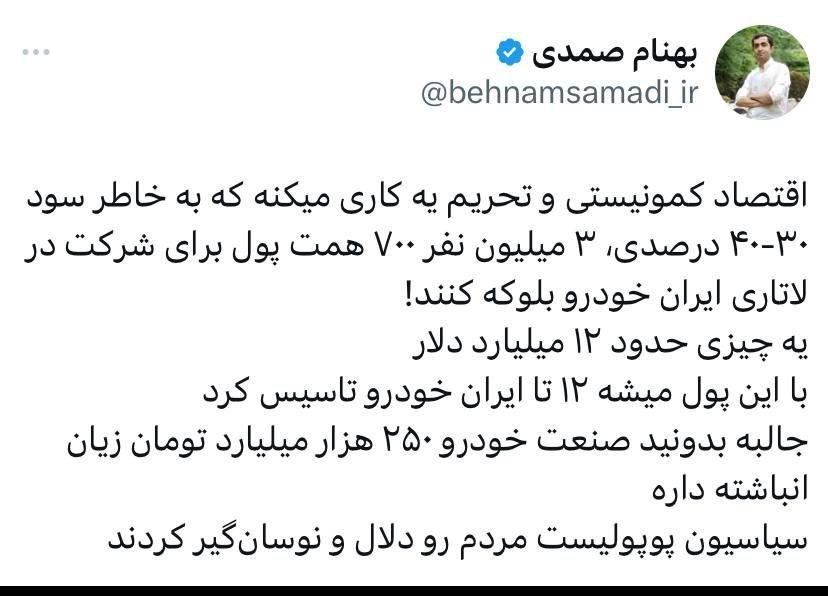 بهنام صمدی
@behnamsamadi_ir
اقتصاد کمونیستی و تحریم یه کاری میکنه که به خاطر سود
۳۰-۴۰ درصدی، ۳ میلیون نفر ۷۰۰ همت پول برای شرکت در
لاتاری ایران خودرو بلوکه کنند!
یه چیزی حدود ۱۲ میلیارد دلار
با این پول میشه ۱۲ تا ایران خودرو تاسیس کرد
جالبه بدونید صنعت خودرو ۲۵۰ هزار میلیارد تومان زیان
انباشته داره
سیاسیون پوپولیست مردم رو دلال و نوسان‌گیر کردند